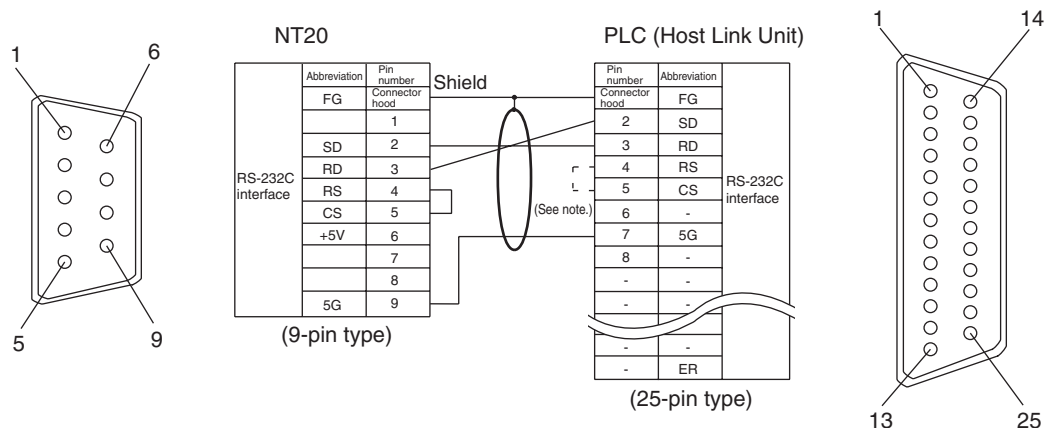 1
6
5
9
NT20
Abbreviation Pin number
FG Connector hood
1
SD 2
RD 3
RS 4
CS 5
+5V 6
7
8
5G 9
RS-232C interface
(9-pin type)
Shield
(See note.)
PLC (Host Link Unit)
Pin number Abbreviation
Connector hood FG
2 SD
3 RD
4 RS
5 CS
6 -
7 5G
8 -
- -
- -
- -
- ER
RS-232C interface
(25-pin type)
1
14
13
25